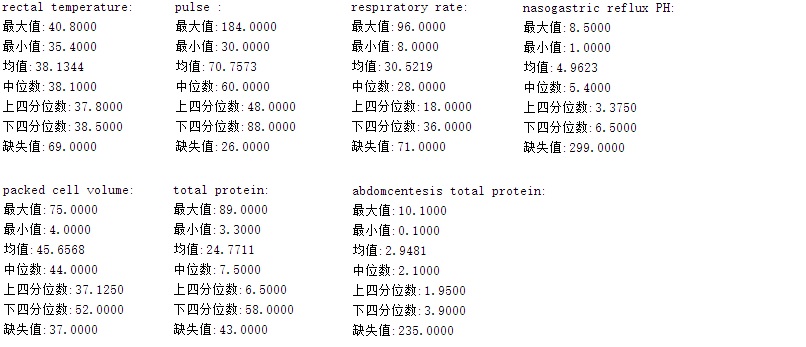 rectal temperature:
最大值:40.8000
最小值:35.4000
均值:38.1344
中位数:38.1000
上四分位数:37.8000
下四分位数:38.5000
缺失值:69.0000
pulse :
最大值:184.0000
最小值:30.0000
均值:70.7573
中位数:60.0000
上四分位数:48.0000
下四分位数:88.0000
缺失值:26.0000
respiratory rate:
最大值:96.0000
最小值:8.0000
均值:30.5219
中位数:28.0000
上四分位数:18.0000
下四分位数:36.0000
缺失值:71.0000
nasogastric reflux PH:
最大值:8.5000
最小值:1.0000
均值:4.9623
中位数:5.4000
上四分位数:3.3750
下四分位数:6.5000
缺失值:299.0000
packed cell volume:
最大值:75.0000
最小值:4.0000
均值:45.6568
中位数:44.0000
上四分位数:37.1250
下四分位数:52.0000
缺失值:37.0000
total protein:
最大值:89.0000
最小值:3.3000
均值:24.7711
中位数:7.5000
上四分位数:6.5000
下四分位数:58.0000
缺失值:43.0000
abdomcentesis total protein:
最大值:10.1000
最小值:0.1000
均值:2.9481
中位数:2.1000
上四分位数:1.9500
下四分位数:3.9000
缺失值:235.0000